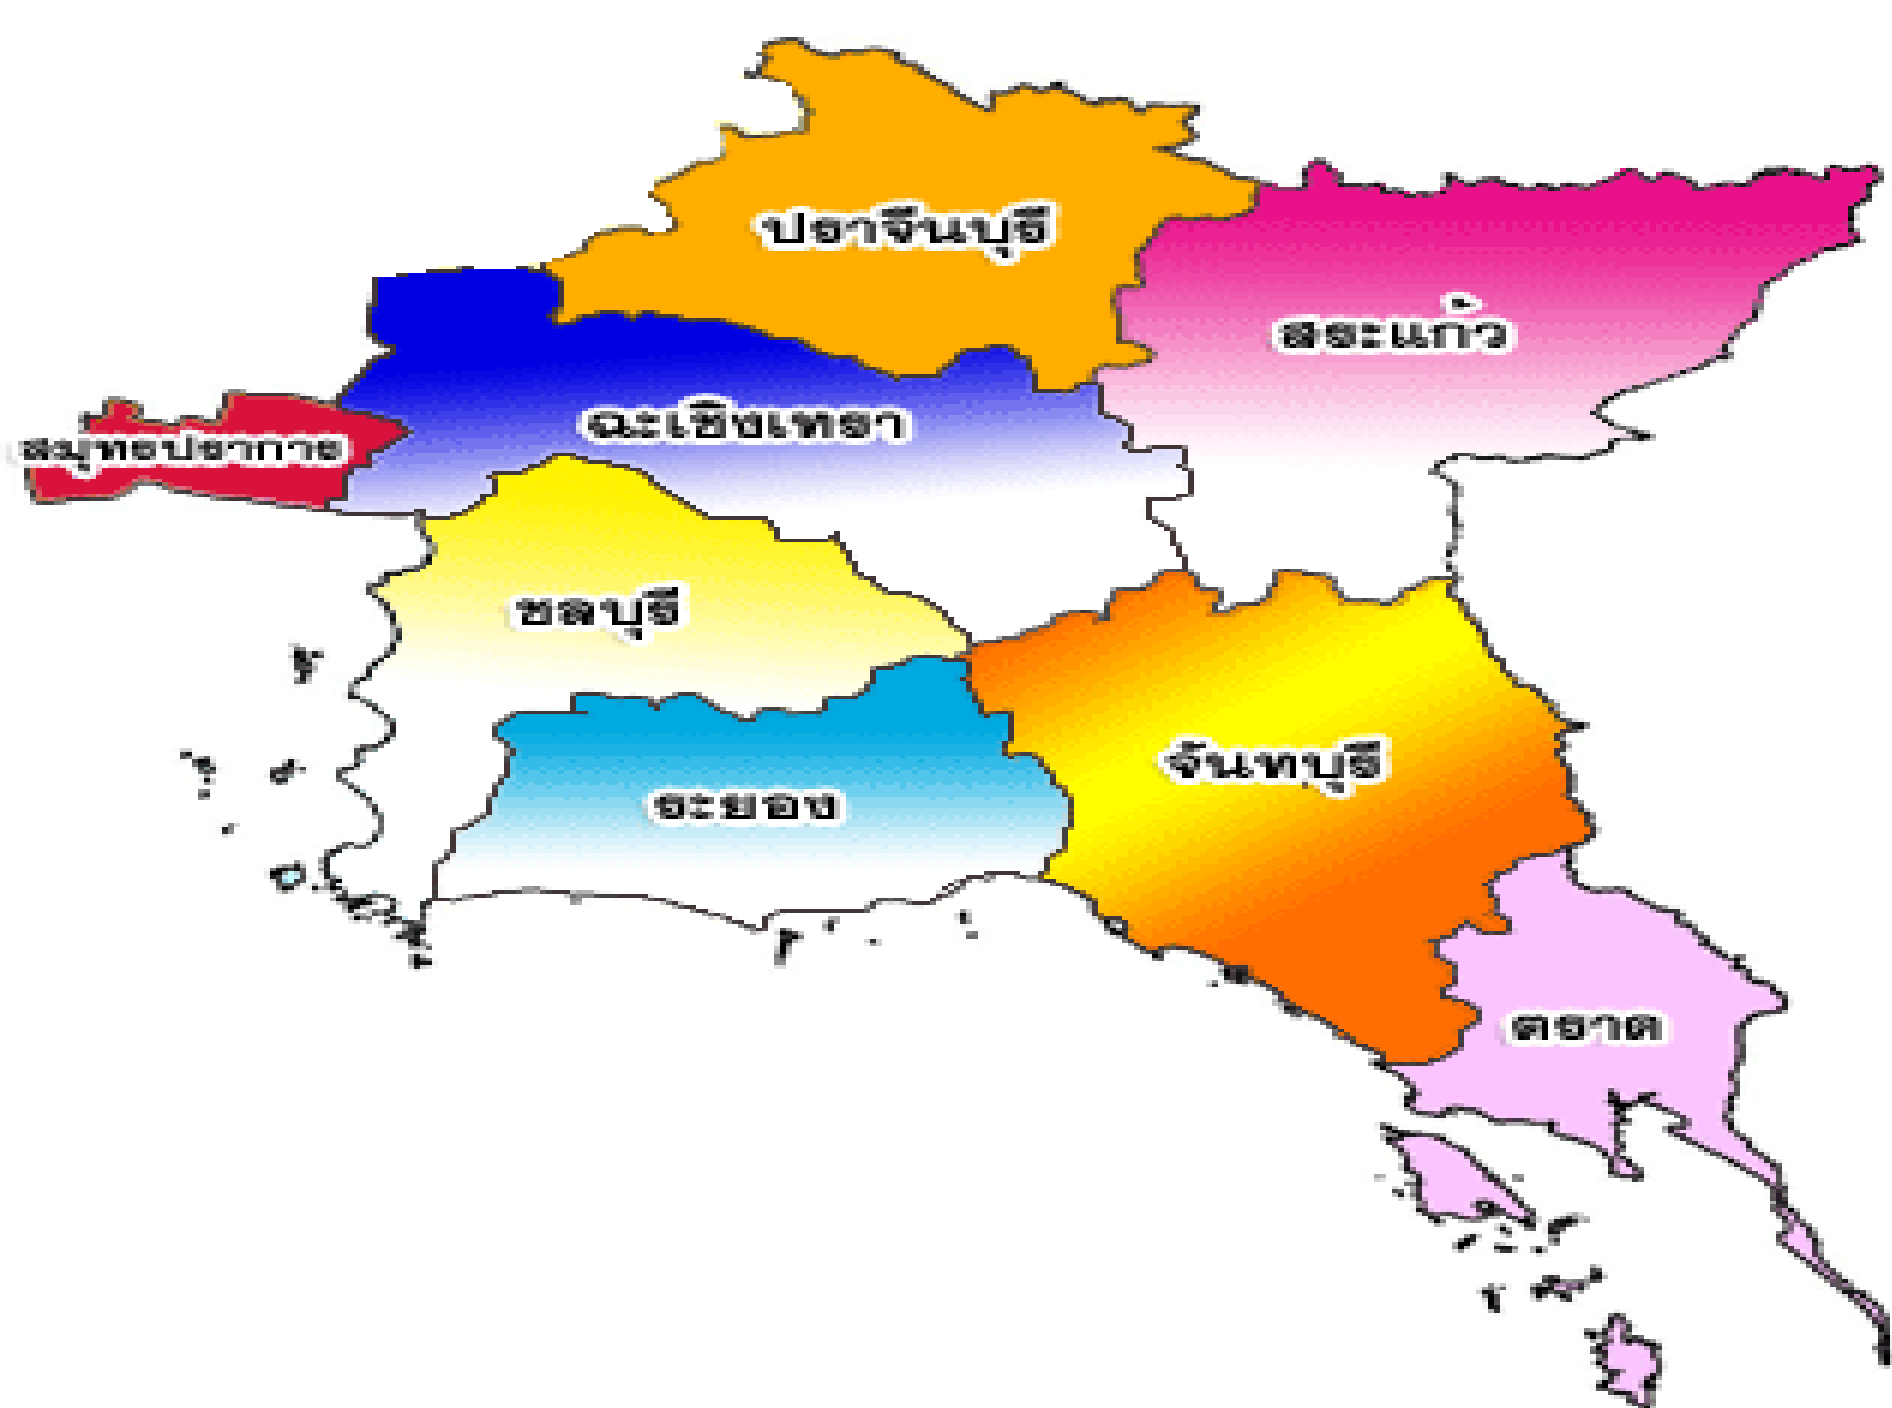 ปราจีนบุรี
สระแก้ว
ฉะเชิงเทรา
สมุทรปราการ
ชลบุรี
จันทบุรี
ระยอง
ตราด